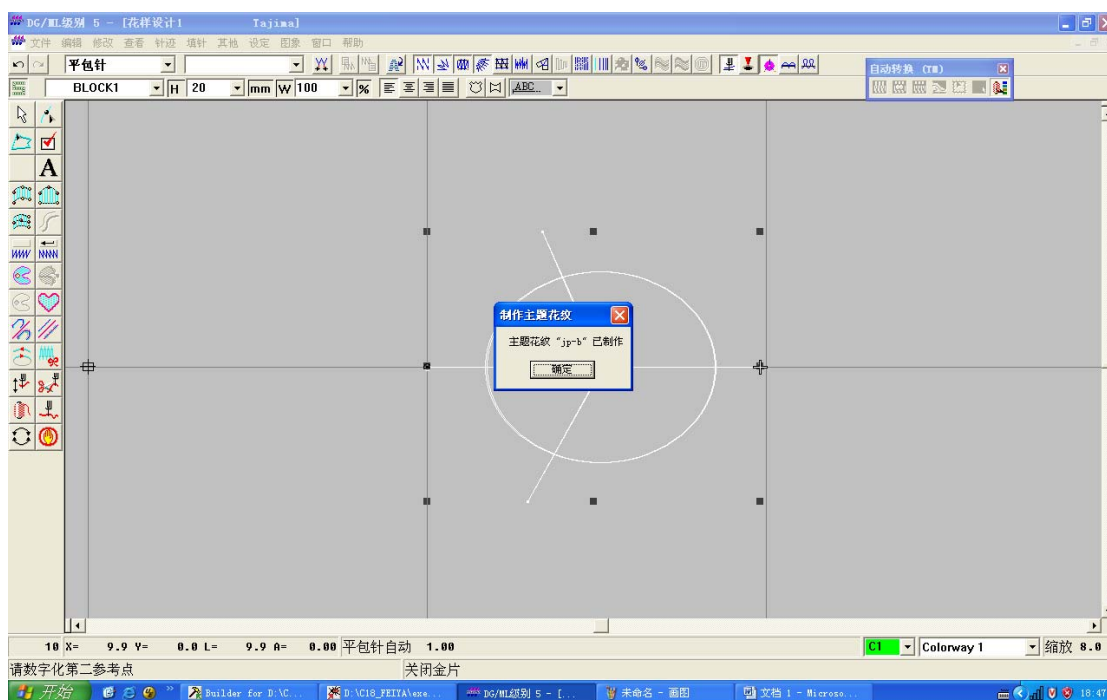 DG/ML级别 5 - [花样设计1 Tajima]
文件 编辑 修改 查看 针迹 填针 其他 设定 图象 窗口 帮助
平包针
自动转换 (TM)
BLOCK1 H 20 mm W 100 % ABC
A
制作主题花纹
主题花纹 "jp-b" 已制作
确定
10 X= 9.9 Y= 0.0 L= 9.9 A= 0.00 平包针自动 1.00 C1 Colorway 1 缩放 8.0
请数字化第二参考点 关闭金片
开始 Builder for D:\C... D:\C18_FEIYA\exe... DG/ML级别 5 - [... 未命名 - 画图 文档 1 - Microso... 18:41